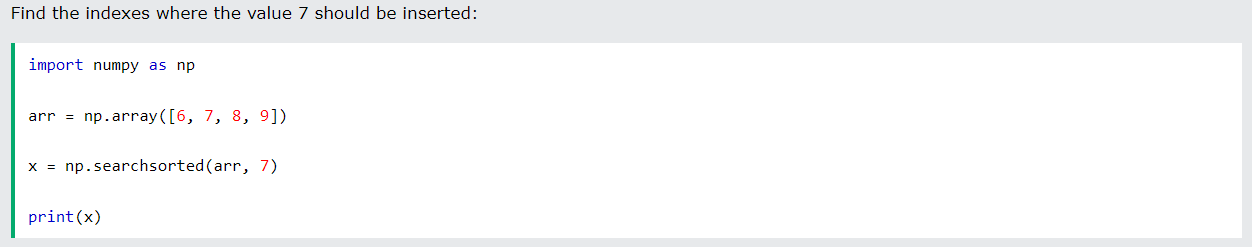 Find the indexes where the value 7 should be inserted:
import numpy as np
arr = np.array([6, 7, 8, 9])
x = np.searchsorted(arr, 7)
print(x)